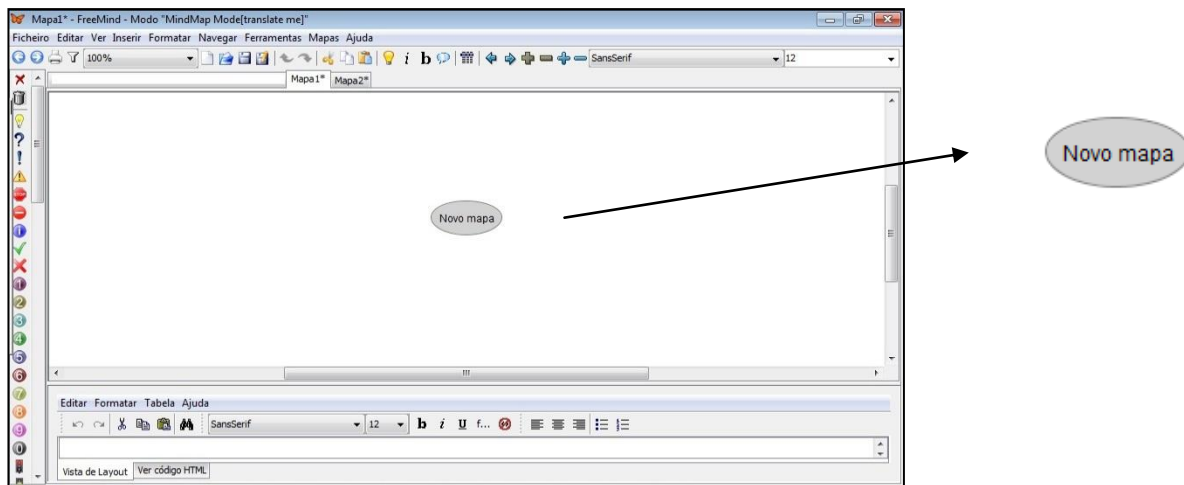 Mapa1* - FreeMind - Modo "MindMap Mode[translate me]"
Ficheiro Editar Ver Inserir Formatar Navegar Ferramentas Mapas Ajuda
100% i b SansSerif 12
Mapa1* Mapa2*
Novo mapa
Novo mapa
Editar Formatar Tabela Ajuda
SansSerif 12 b i U f...
Vista de Layout Ver código HTML